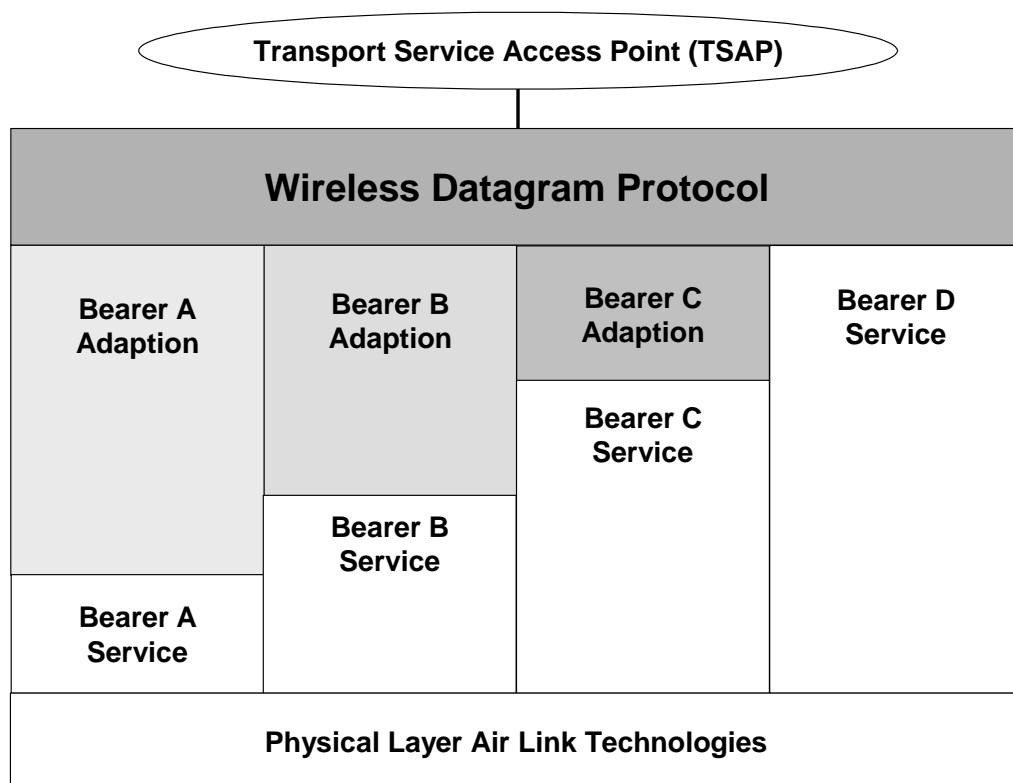 Transport Service Access Point (TSAP)
Wireless Datagram Protocol
Bearer A
Adaption
Bearer B
Adaption
Bearer C
Adaption
Bearer D
Service
Bearer C
Service
Bearer B
Service
Bearer A
Service
Physical Layer Air Link Technologies